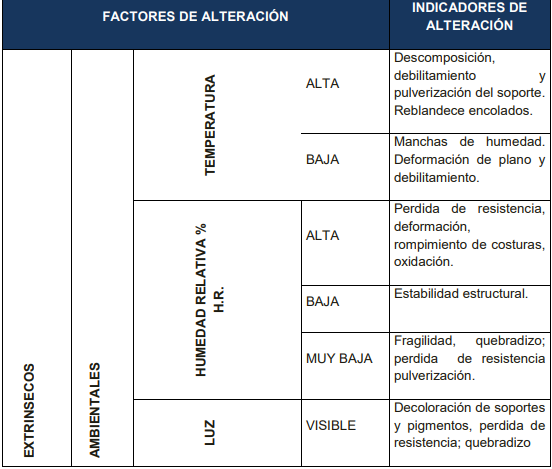 FACTORES DE ALTERACIÓN
INDICADORES DE
ALTERACIÓN
EXTRINSECOS
AMBIENTALES
TEMPERATURA
ALTA
Descomposición,
debilitamiento y
pulverización del soporte.
Reblandece encolados.
BAJA
Manchas de humedad.
Deformación de plano y
debilitamiento.
HUMEDAD RELATIVA %
H.R.
ALTA
Perdida de resistencia,
deformación,
rompimiento de costuras,
oxidación.
BAJA
Estabilidad estructural.
MUY BAJA
Fragilidad, quebradizo;
perdida de resistencia
pulverización.
LUZ
VISIBLE
Decoloración de soportes
y pigmentos, perdida de
resistencia; quebradizo